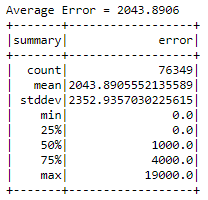 Average Error = 2043.8906
+-------+------------------+
|summary|             error|
+-------+------------------+
|  count|             76349|
|   mean|2043.8905552135589|
| stddev|2352.9357030225615|
|    min|               0.0|
|    25%|               0.0|
|    50%|            1000.0|
|    75%|            4000.0|
|    max|           19000.0|
+-------+------------------+